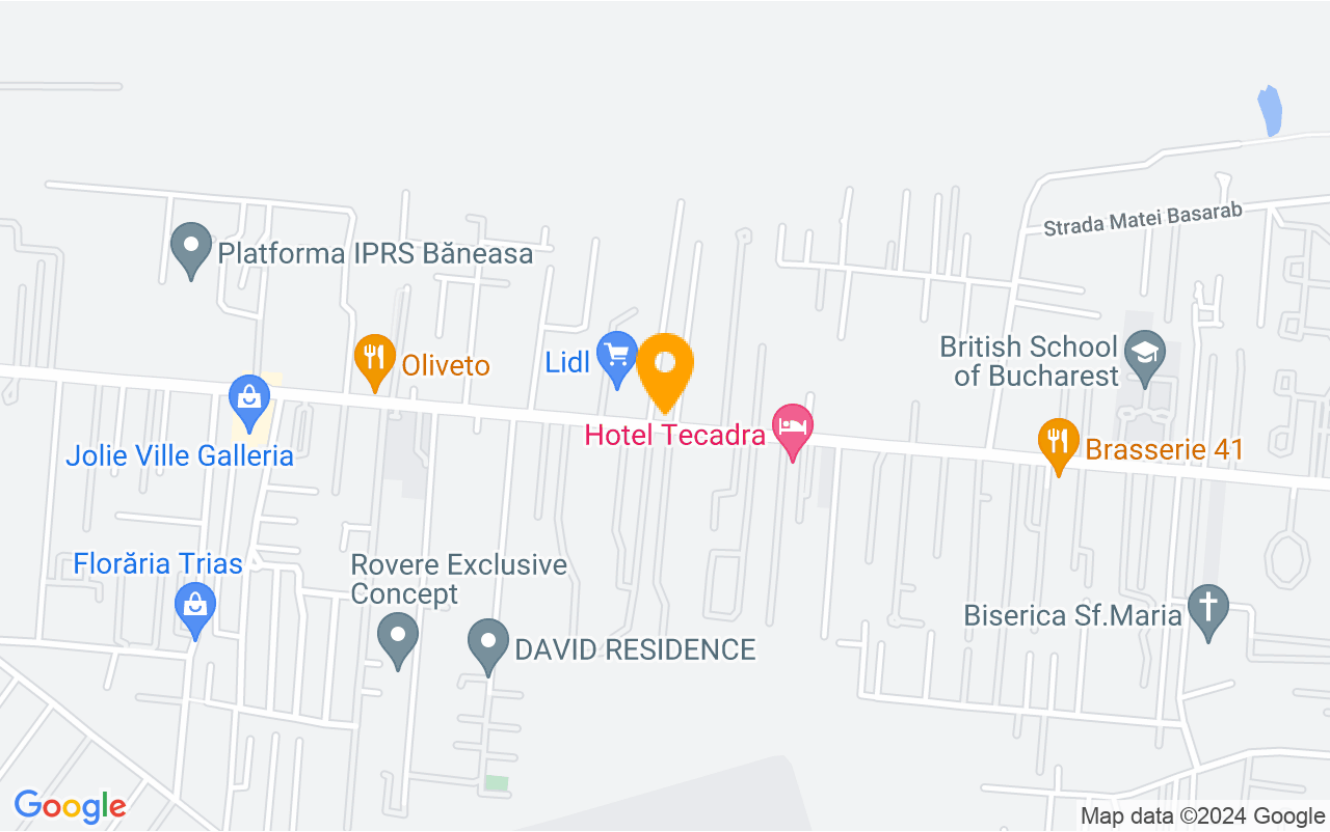 Strada Matei Basarab
Platforma IPRS Băneasa
British School
of Bucharest
Lidl
Oliveto
Hotel Tecadra
Brasserie 41
Jolie Ville Galleria
Florăria Trias
Rovere Exclusive
Concept
Biserica Sf.Maria
DAVID RESIDENCE
Google
Map data ©2024 Google